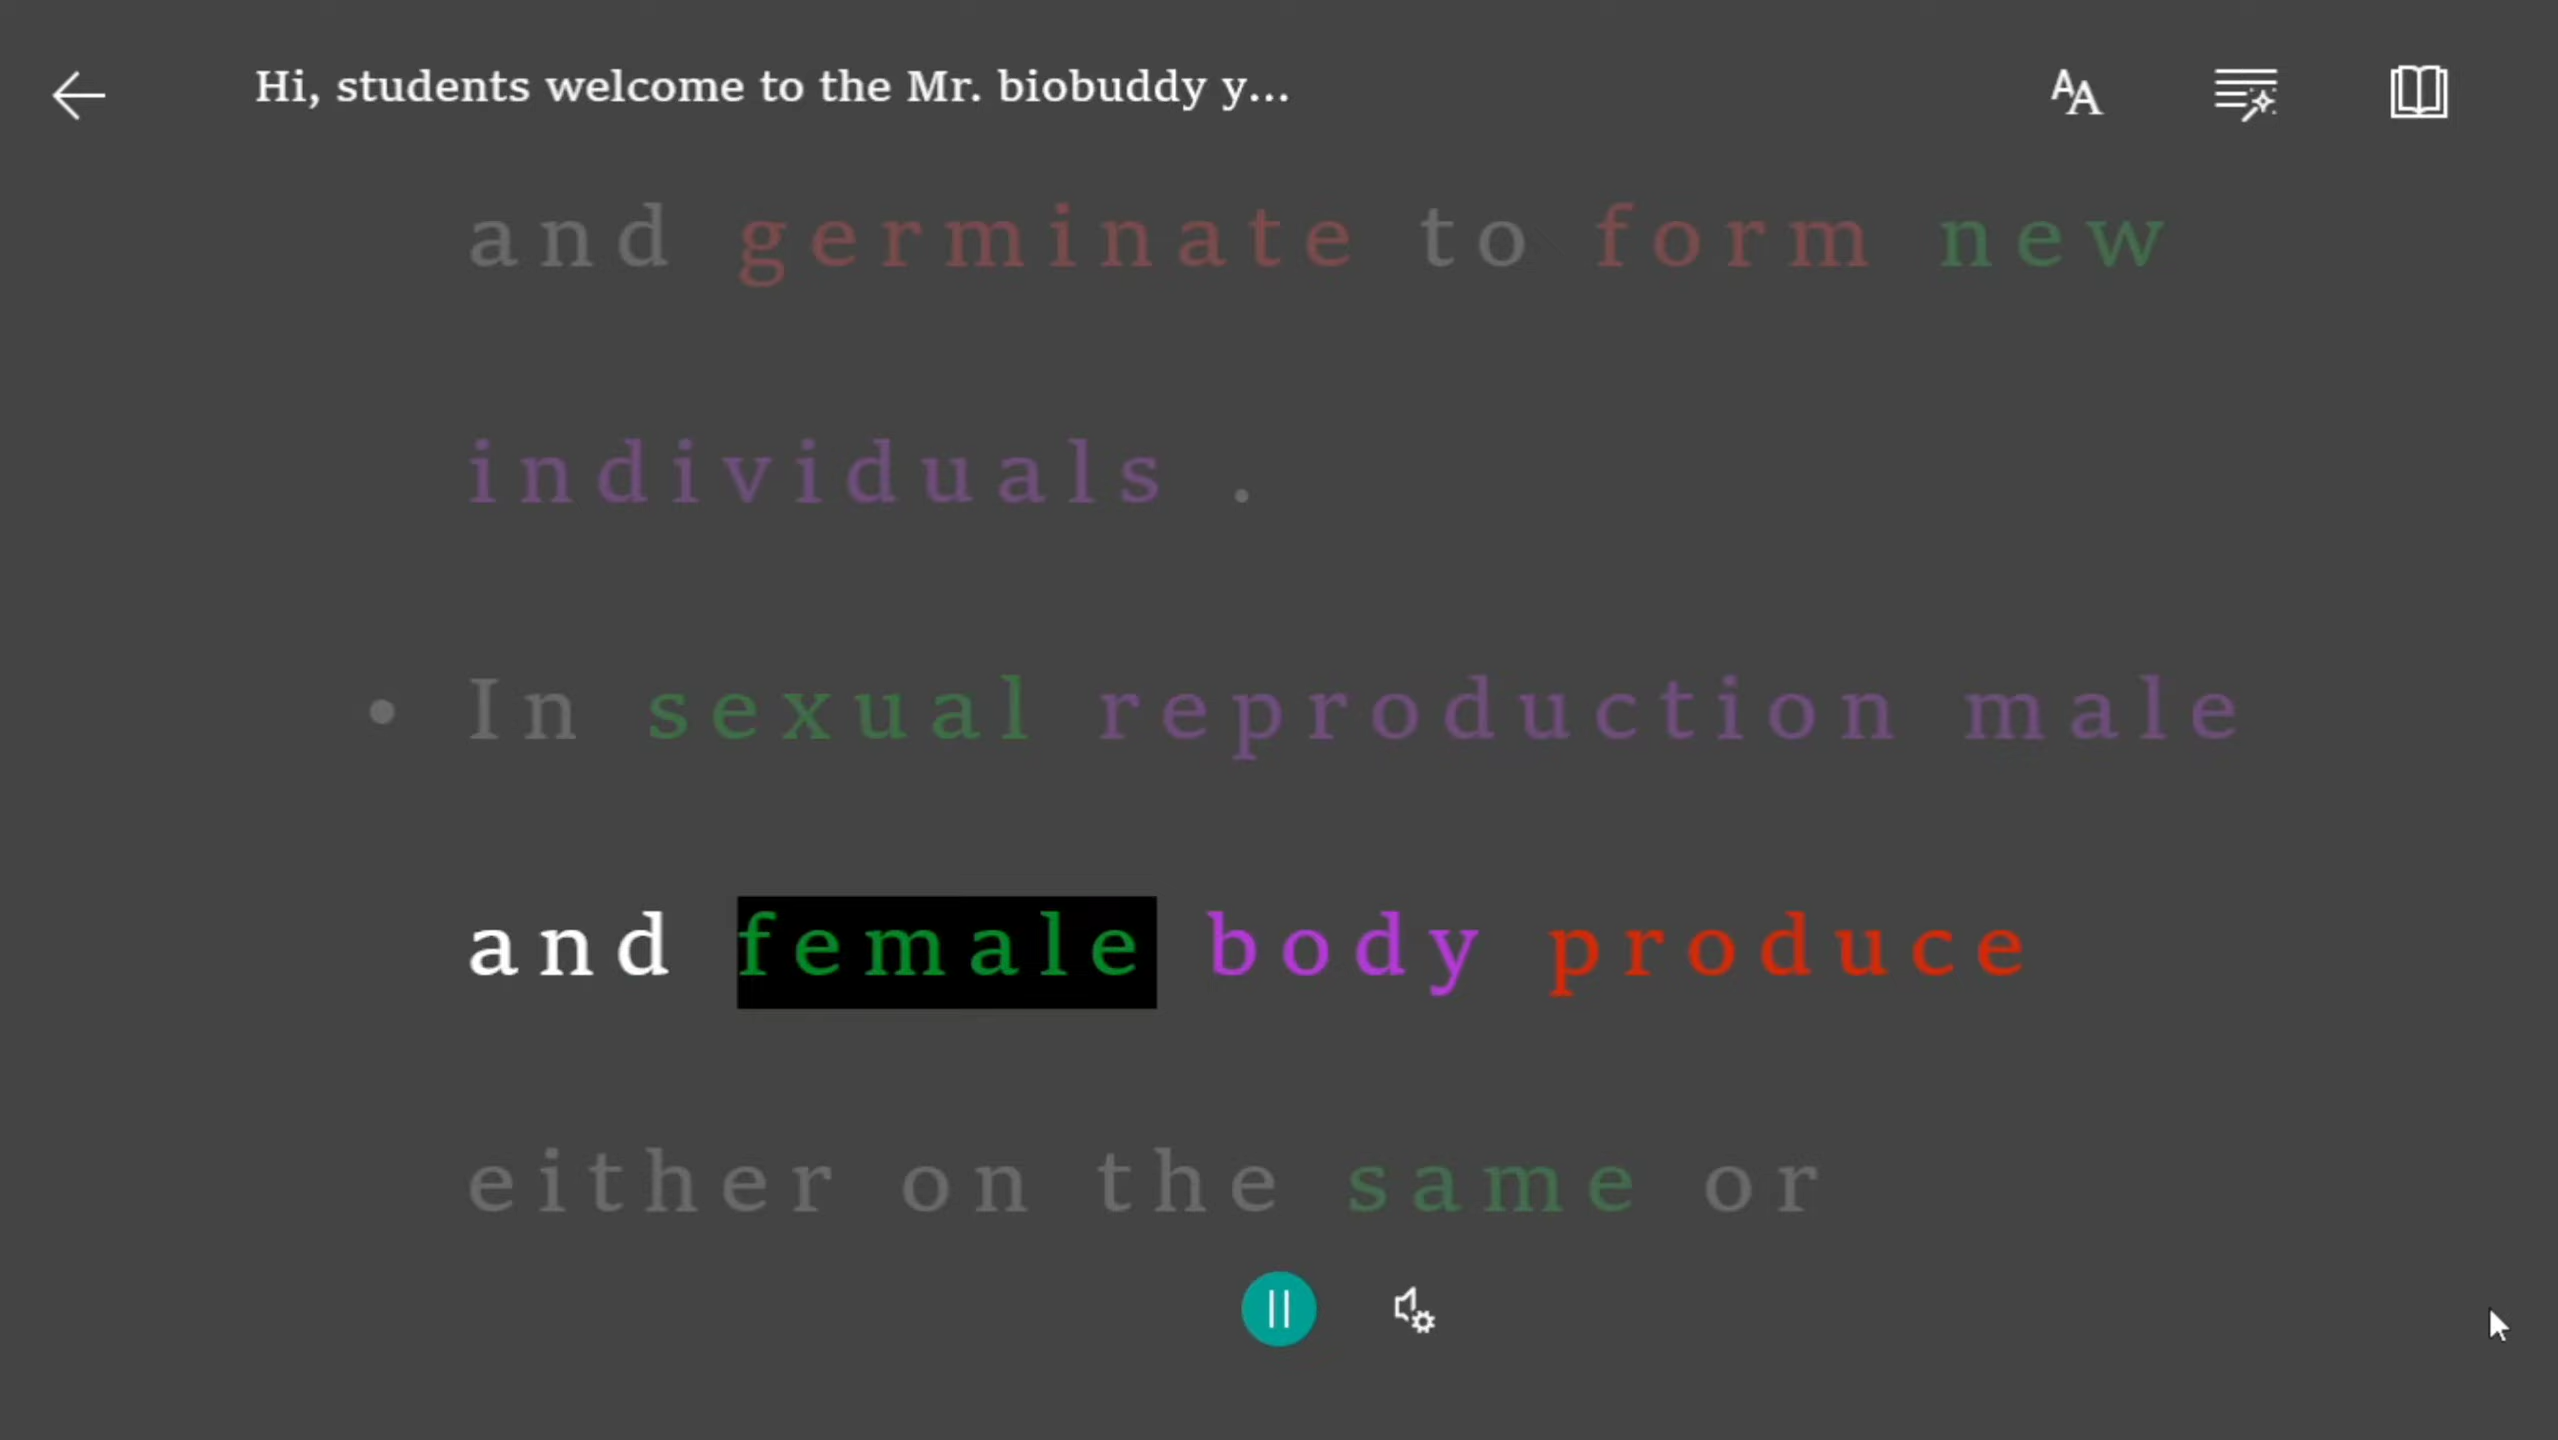 Hi, students welcome to the Mr. biobuddy y...
and germinate to form new
individuals .
• In sexual reproduction male
and female body produce
either on the same or